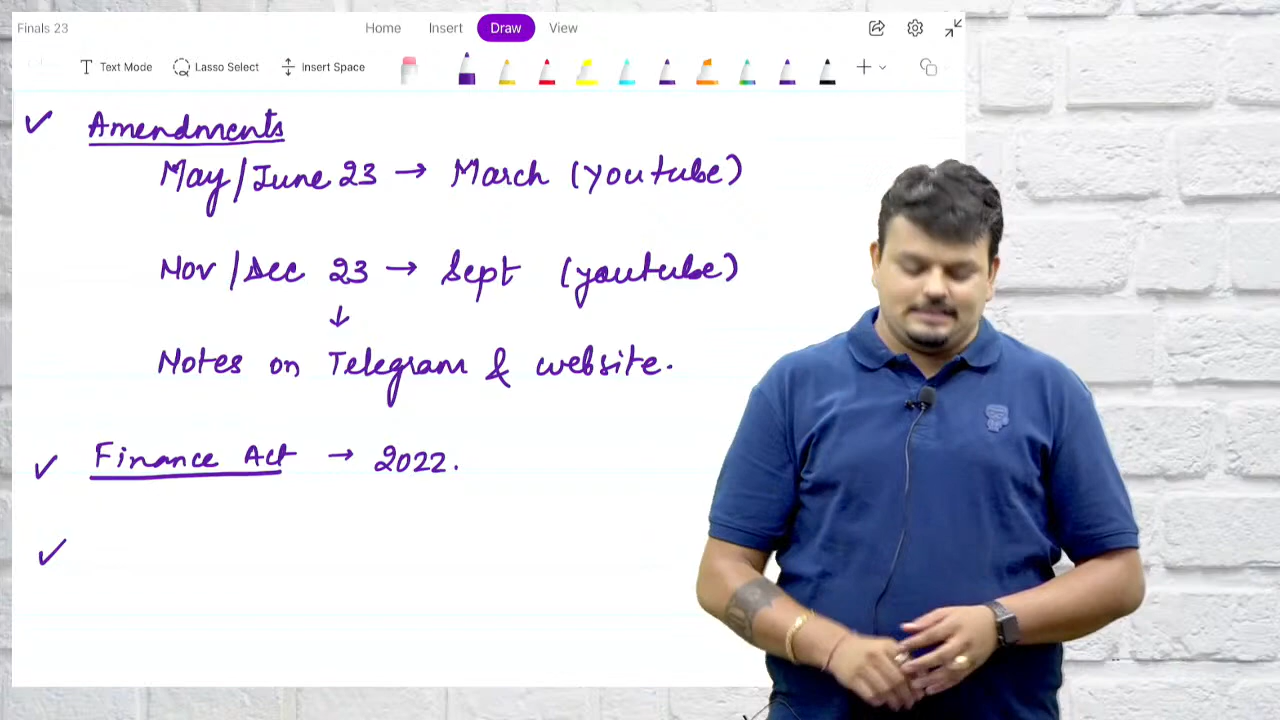 Finals 23
Home Insert Draw View
Text Mode Lasso Select Insert Space
Amendments
May/June 23 → March (youtube)
Nov/Dec 23 → Sept (youtube)
↓
Notes on Telegram & website.
Finance Act → 2022.